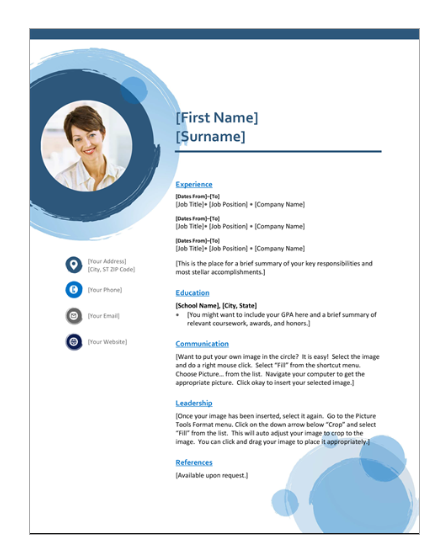 [First Name]
[Surname]
Experience
[Dates From]–[To]
[Job Title]• [Job Position] • [Company Name]
[Dates From]–[To]
[Job Title]• [Job Position] • [Company Name]
[Dates From]–[To]
[Job Title]• [Job Position] • [Company Name]
[This is the place for a brief summary of your key responsibilities and
most stellar accomplishments.]
Education
[School Name], [City, State]
• [You might want to include your GPA here and a brief summary of
relevant coursework, awards, and honors.]
Communication
[Want to put your own image in the circle?  It is easy!  Select the image
and do a right mouse click.  Select “Fill” from the shortcut menu.
Choose Picture… from the list.  Navigate your computer to get the
appropriate picture.  Click okay to insert your selected image.]
Leadership
[Once your image has been inserted, select it again.  Go to the Picture
Tools Format menu. Click on the down arrow below “Crop” and select
“Fill” from the list.  This will auto adjust your image to crop to the
image.  You can click and drag your image to place it appropriately.]
References
[Available upon request.]
[Your Address]
[City, ST ZIP Code]
[Your Phone]
[Your Email]
[Your Website]